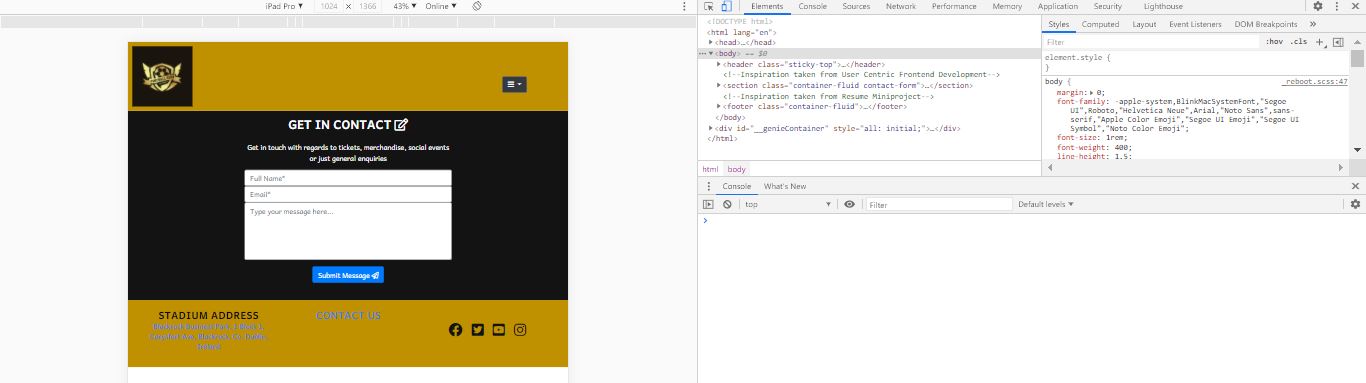 iPad Pro ▼ 1024 × 1366 43% ▼ Online ▼
Elements Console Sources Network Performance Memory Application Security Lighthouse
<!DOCTYPE html>
<html lang="en">
<head>…</head>
<body> == $0
<header class="sticky-top">…</header>
<!--Inspiration taken from User Centric Frontend Development-->
<section class="container-fluid contact-form">…</section>
<!--Inspiration taken from Resume Miniproject-->
<footer class="container-fluid">…</footer>
</body>
<div id="__genieContainer" style="all: initial;">…</div>
</html>
html body
Styles Computed Layout Event Listeners DOM Breakpoints »
Filter :hov .cls +
element.style {
}
body { _reboot.scss:47
margin: 0;
font-family: -apple-system,BlinkMacSystemFont,"Segoe
UI",Roboto,"Helvetica Neue",Arial,"Noto Sans",sans-
serif,"Apple Color Emoji","Segoe UI Emoji","Segoe UI
Symbol","Noto Color Emoji";
font-size: 1rem;
font-weight: 400;
line-height: 1.5;
Console What's New
top ▼ Filter Default levels ▼
GET IN CONTACT
Get in touch with regards to tickets, merchandise, social events
or just general enquiries
Full Name*
Email*
Type your message here...
Submit Message
STADIUM ADDRESS
Blackrock Business Park, 1 Block 1,
Carysfort Ave, Blackrock, Co. Dublin,
Ireland
CONTACT US